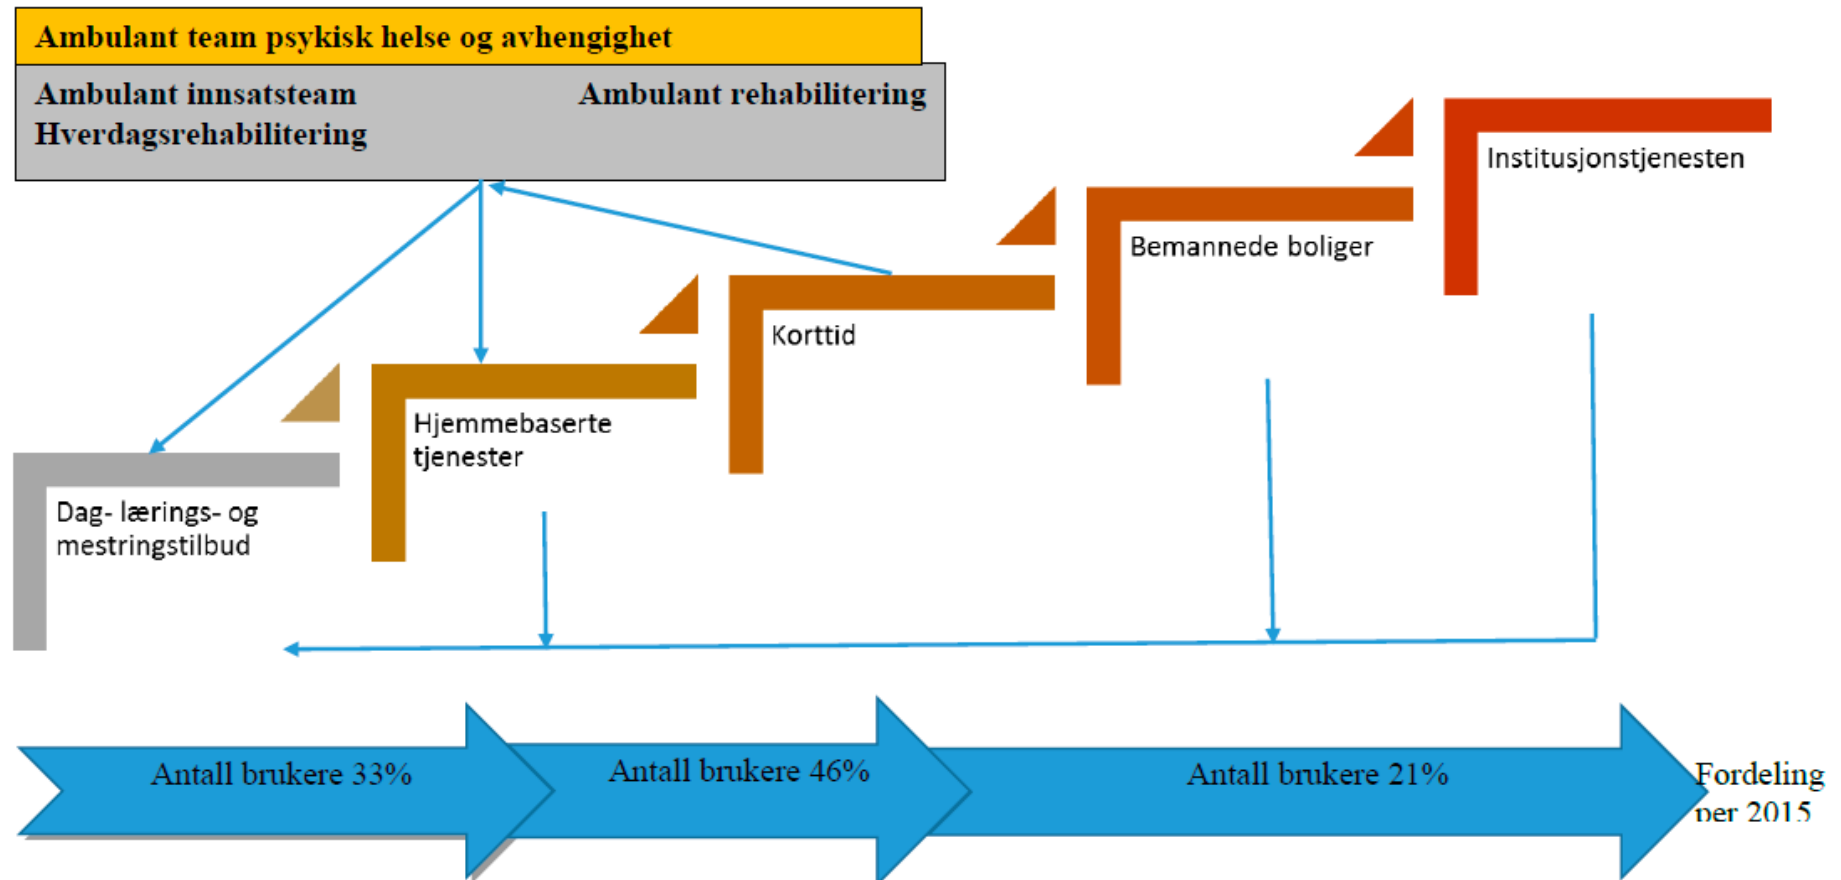 Ambulant team psykisk helse og avhengighet
Ambulant innsatsteam Ambulant rehabilitering
Hverdagsrehabilitering
Institusjonstjenesten
Bemannede boliger
Korttid
Hjemmebaserte
tjenester
Dag- lærings- og
mestringstilbud
Antall brukere 33%
Antall brukere 46%
Antall brukere 21%
Fordeling
per 2015